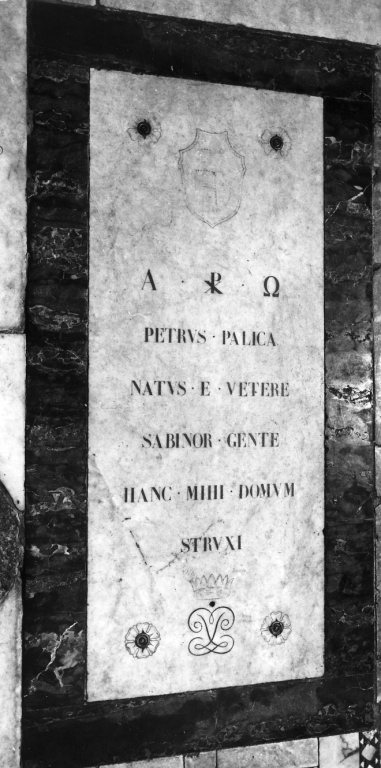 Α · ☧ · Ω
PETRVS · PALICA
NATVS · E · VETERE
SABINOR · GENTE
HANC · MIHI · DOMVM
STRVXI